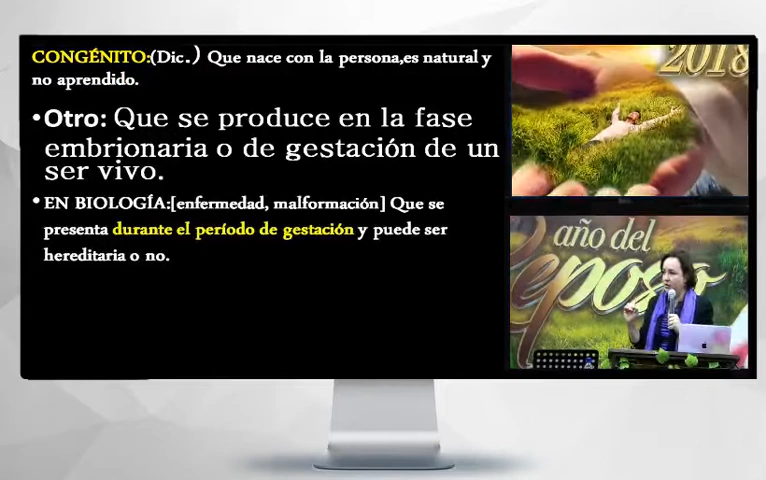 CONGÉNITO:(Dic.) Que nace con la persona,es natural y
no aprendido.
• Otro: Que se produce en la fase
embrionaria o de gestación de un
ser vivo.
• EN BIOLOGÍA:[enfermedad, malformación] Que se
presenta durante el período de gestación y puede ser
hereditaria o no.
2018
año del
Reposo